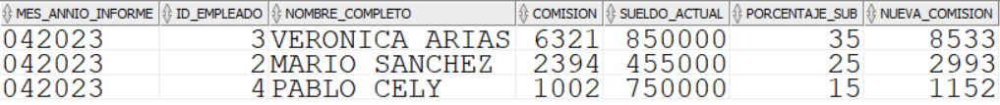 MES_ANNIO_INFORME ID_EMPLEADO NOMBRE_COMPLETO COMISION SUELDO_ACTUAL PORCENTAJE_SUB NUEVA_COMISION
042023 3 VERONICA ARIAS 6321 850000 35 8533
042023 2 MARIO SANCHEZ 2394 455000 25 2993
042023 4 PABLO CELY 1002 750000 15 1152